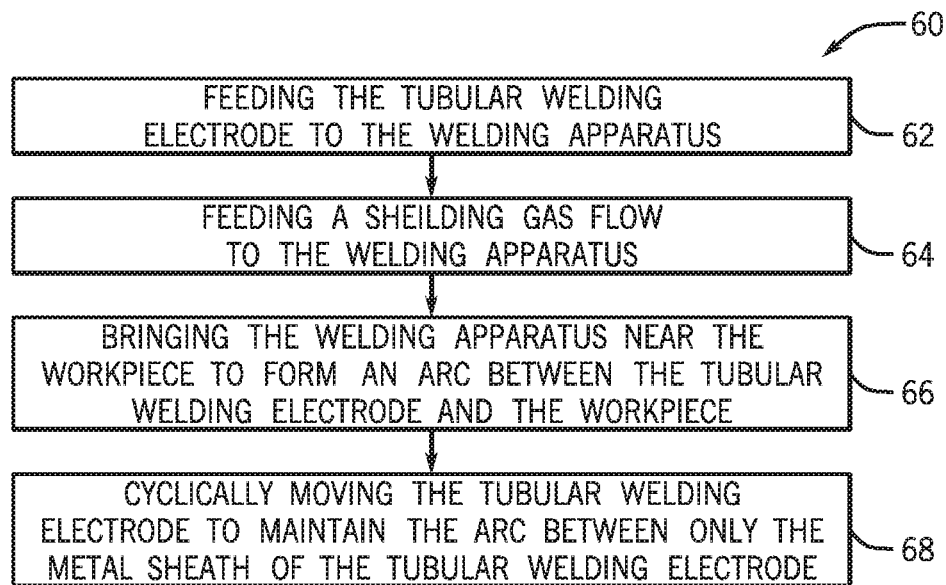 60
FEEDING THE TUBULAR WELDING
ELECTRODE TO THE WELDING APPARATUS
62
FEEDING A SHEILDING GAS FLOW
TO THE WELDING APPARATUS
64
BRINGING THE WELDING APPARATUS NEAR THE
WORKPIECE TO FORM AN ARC BETWEEN THE TUBULAR
WELDING ELECTRODE AND THE WORKPIECE
66
CYCLICALLY MOVING THE TUBULAR WELDING
ELECTRODE TO MAINTAIN THE ARC BETWEEN ONLY THE
METAL SHEATH OF THE TUBULAR WELDING ELECTRODE
68